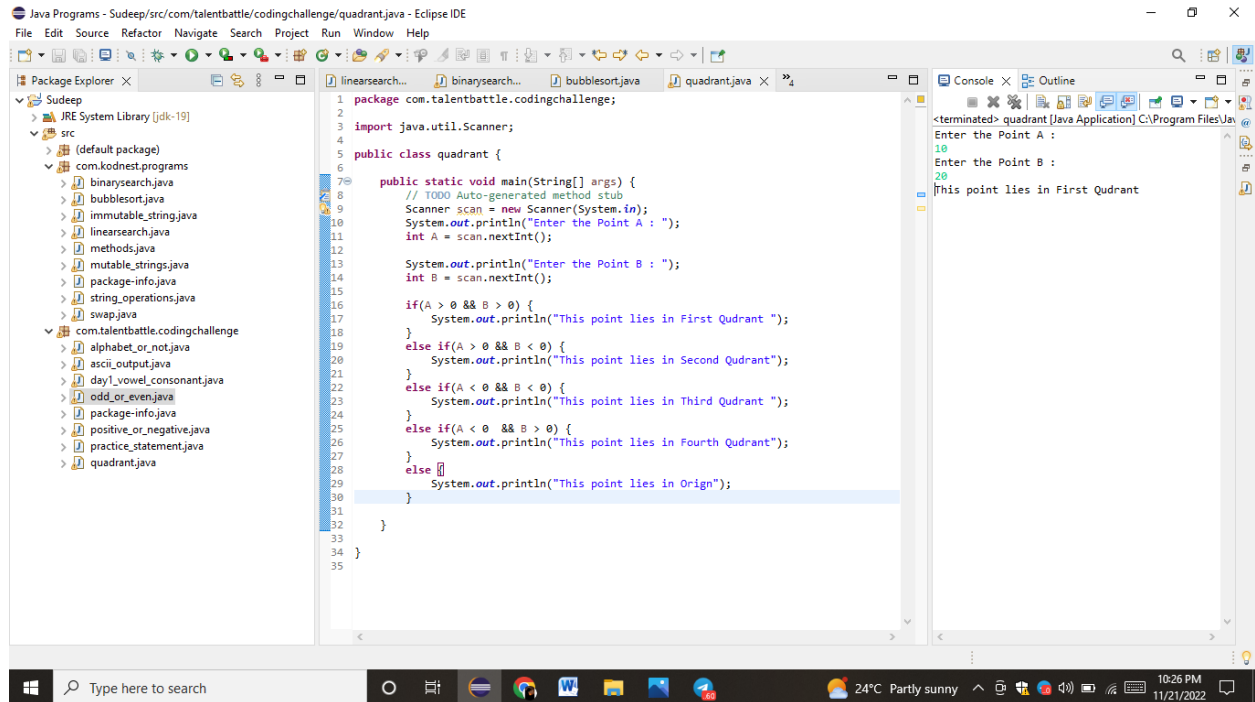 Java Programs - Sudeep/src/com/talentbattle/codingchallenge/quadrant.java - Eclipse IDE
File Edit Source Refactor Navigate Search Project Run Window Help
Package Explorer
Sudeep
JRE System Library [jdk-19]
src
(default package)
com.kodnest.programs
binarysearch.java
bubblesort.java
immutable_string.java
linearsearch.java
methods.java
mutable_strings.java
package-info.java
string_operations.java
swap.java
com.talentbattle.codingchallenge
alphabet_or_not.java
ascii_output.java
day1_vowel_consonant.java
odd_or_even.java
package-info.java
positive_or_negative.java
practice_statement.java
quadrant.java
linearsearch... binarysearch... bubblesort.java quadrant.java »4
1 package com.talentbattle.codingchallenge;
2
3 import java.util.Scanner;
4
5 public class quadrant {
6
7 public static void main(String[] args) {
8 // TODO Auto-generated method stub
9 Scanner scan = new Scanner(System.in);
10 System.out.println("Enter the Point A : ");
11 int A = scan.nextInt();
12
13 System.out.println("Enter the Point B : ");
14 int B = scan.nextInt();
15
16 if(A > 0 && B > 0) {
17 System.out.println("This point lies in First Qudrant ");
18 }
19 else if(A > 0 && B < 0) {
20 System.out.println("This point lies in Second Qudrant");
21 }
22 else if(A < 0 && B < 0) {
23 System.out.println("This point lies in Third Qudrant ");
24 }
25 else if(A < 0  && B > 0) {
26 System.out.println("This point lies in Fourth Qudrant");
27 }
28 else {
29 System.out.println("This point lies in Orign");
30 }
31
32 }
33
34 }
35
Console Outline
<terminated> quadrant [Java Application] C:\Program Files\Jav
Enter the Point A :
10
Enter the Point B :
20
This point lies in First Qudrant
Type here to search
24°C Partly sunny
10:26 PM
11/21/2022